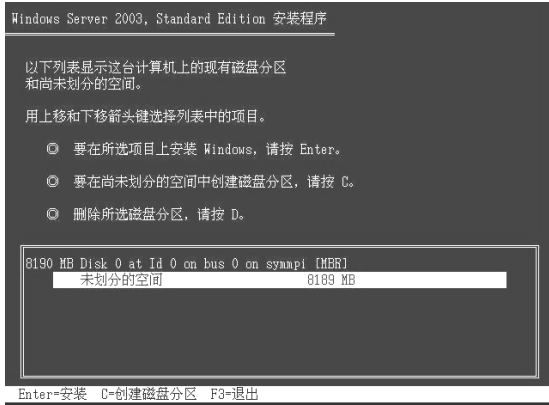 Windows Server 2003, Standard Edition 安装程序
以下列表显示这台计算机上的现有磁盘分区
和尚未划分的空间。
用上移和下移箭头键选择列表中的项目。
◎ 要在所选项目上安装 Windows, 请按 Enter。
◎ 要在尚未划分的空间中创建磁盘分区, 请按 C。
◎ 删除所选磁盘分区, 请按 D。
8190 MB Disk 0 at Id 0 on bus 0 on symmpi [MBR]
未划分的空间 8189 MB
Enter=安装 C=创建磁盘分区 F3=退出